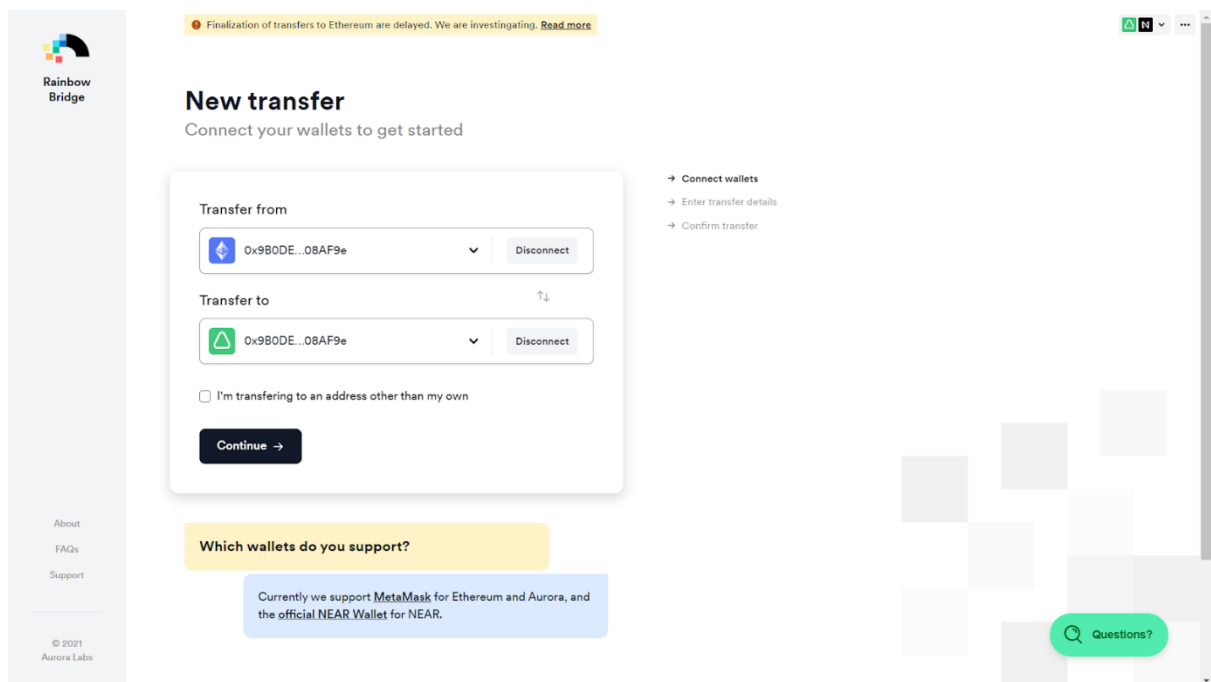 Finalization of transfers to Ethereum are delayed. We are investingating. Read more
N
Rainbow
Bridge
New transfer
Connect your wallets to get started
Transfer from
0x9B0DE...08AF9e
Disconnect
Transfer to
0x9B0DE...08AF9e
Disconnect
I'm transfering to an address other than my own
Continue →
→ Connect wallets
→ Enter transfer details
→ Confirm transfer
Which wallets do you support?
Currently we support MetaMask for Ethereum and Aurora, and
the official NEAR Wallet for NEAR.
About
FAQs
Support
© 2021
Aurora Labs
Questions?